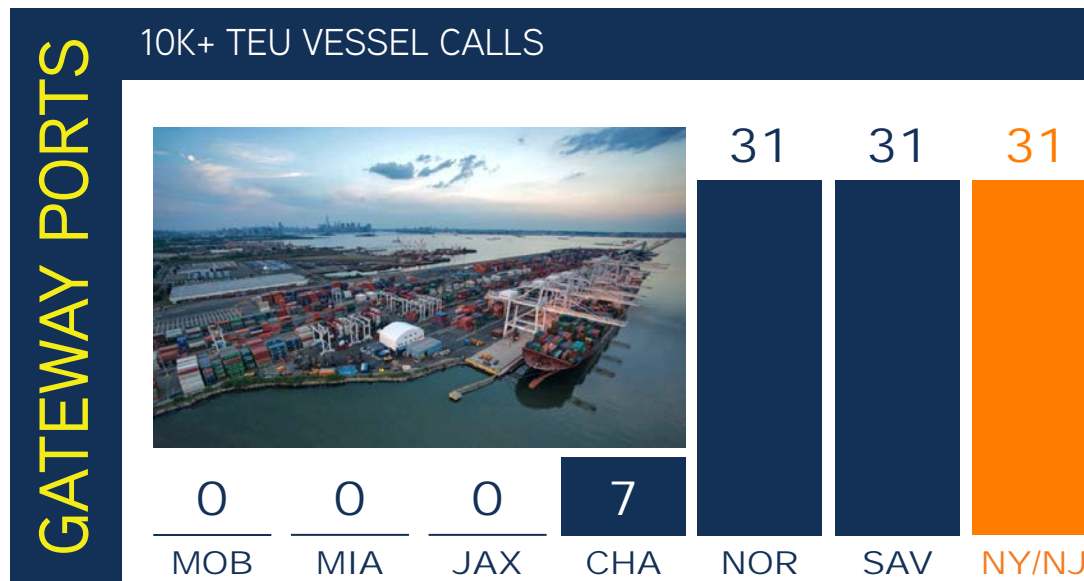 GATEWAY PORTS
10K+ TEU VESSEL CALLS
31 31 31
0 0 0 7
MOB MIA JAX CHA NOR SAV NY/NJ